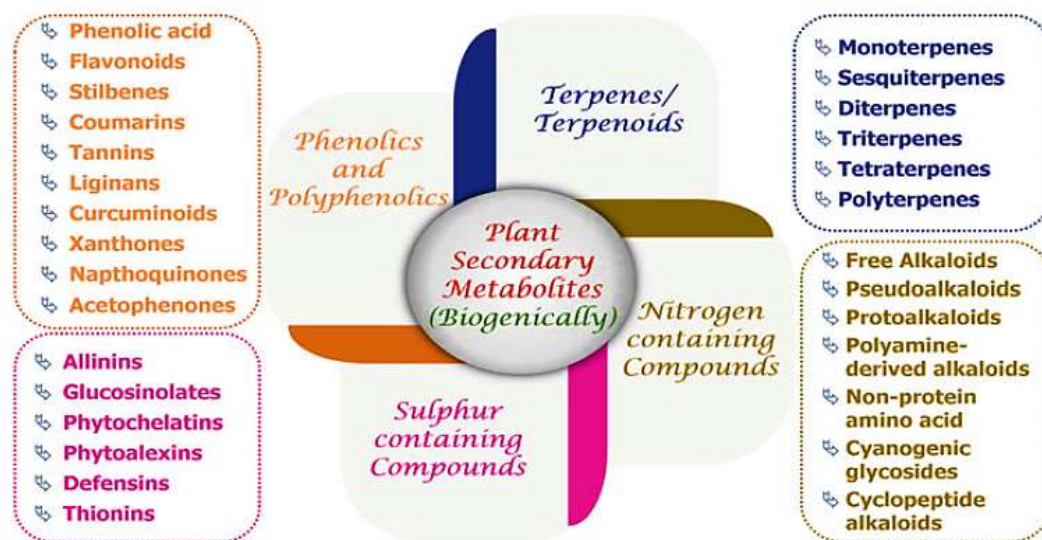 Phenolic acid
Flavonoids
Stilbenes
Coumarins
Tannins
Liginans
Curcuminoids
Xanthones
Napthoquinones
Acetophenones
Allinins
Glucosinolates
Phytochelatins
Phytoalexins
Defensins
Thionins
Phenolics
and
Polyphenolics
Terpenes/
Terpenoids
Plant
Secondary
Metabolites
(Biogenically)
Sulphur
containing
Compounds
Nitrogen
containing
Compounds
Monoterpenes
Sesquiterpenes
Diterpenes
Triterpenes
Tetraterpenes
Polyterpenes
Free Alkaloids
Pseudoalkaloids
Protoalkaloids
Polyamine-
derived alkaloids
Non-protein
amino acid
Cyanogenic
glycosides
Cyclopeptide
alkaloids